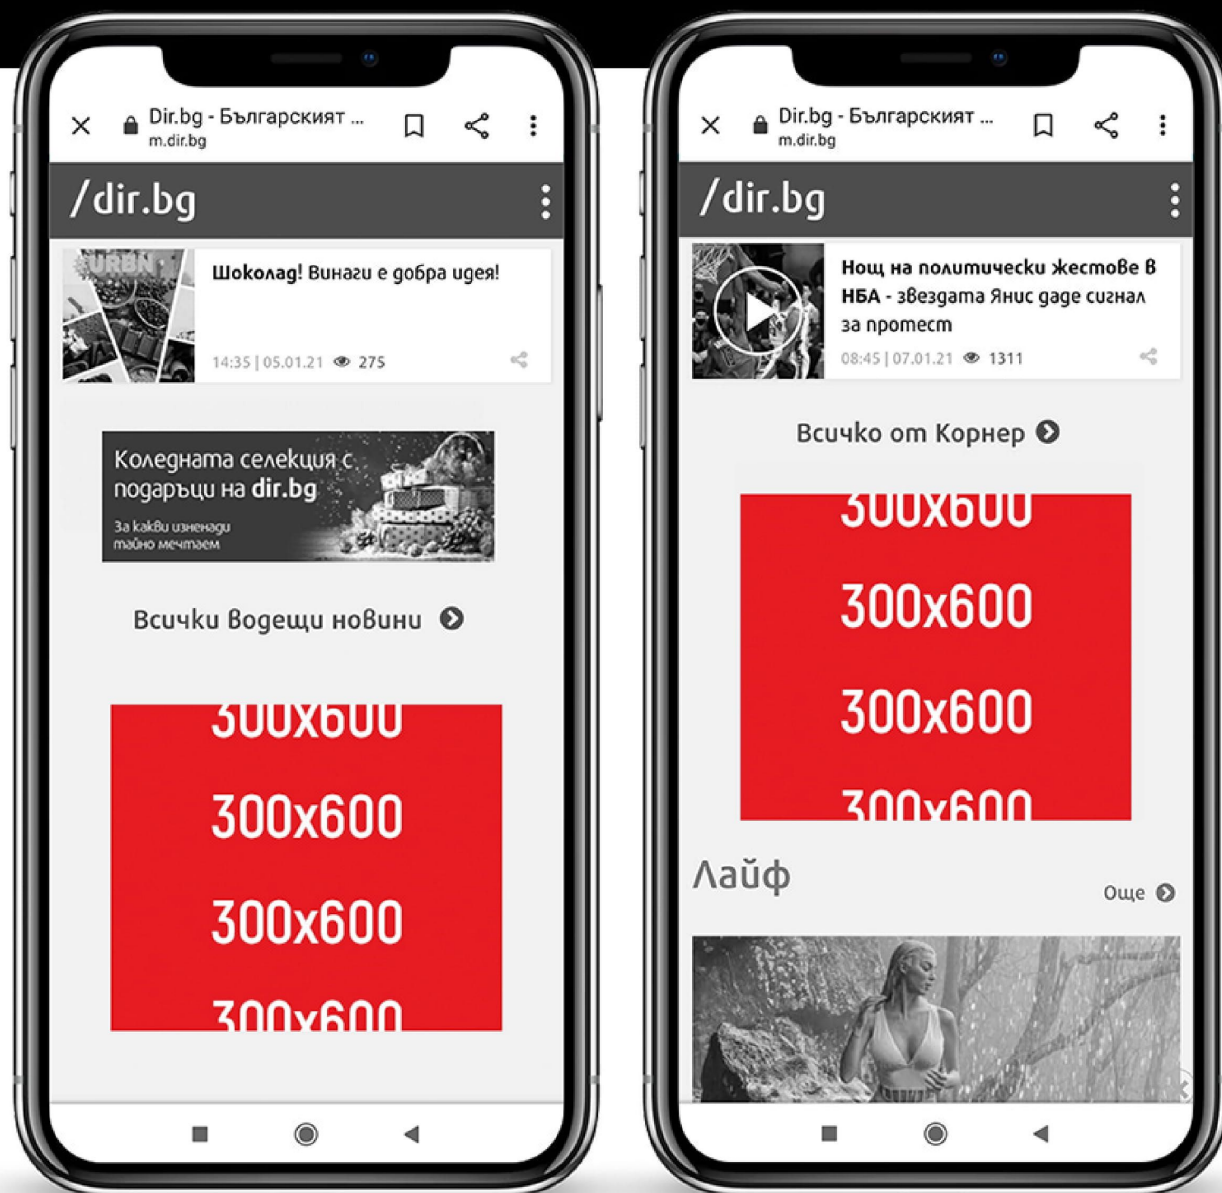 Dir.bg - Българският ...
m.dir.bg
/dir.bg
URBN
Шоколад! Винаги е добра идея!
14:35 | 05.01.21 275
Коледната селекция с
подаръци на dir.bg
За какви изненади
тайно мечтаем
Всички водещи новини
300x600
300x600
300x600
300x600
Dir.bg - Българският ...
m.dir.bg
/dir.bg
Нощ на политически жестове в
НБА - звездата Янис даде сигнал
за протест
08:45 | 07.01.21 1311
Всичко от Корнер
300x600
300x600
300x600
300x600
Лайф
Още